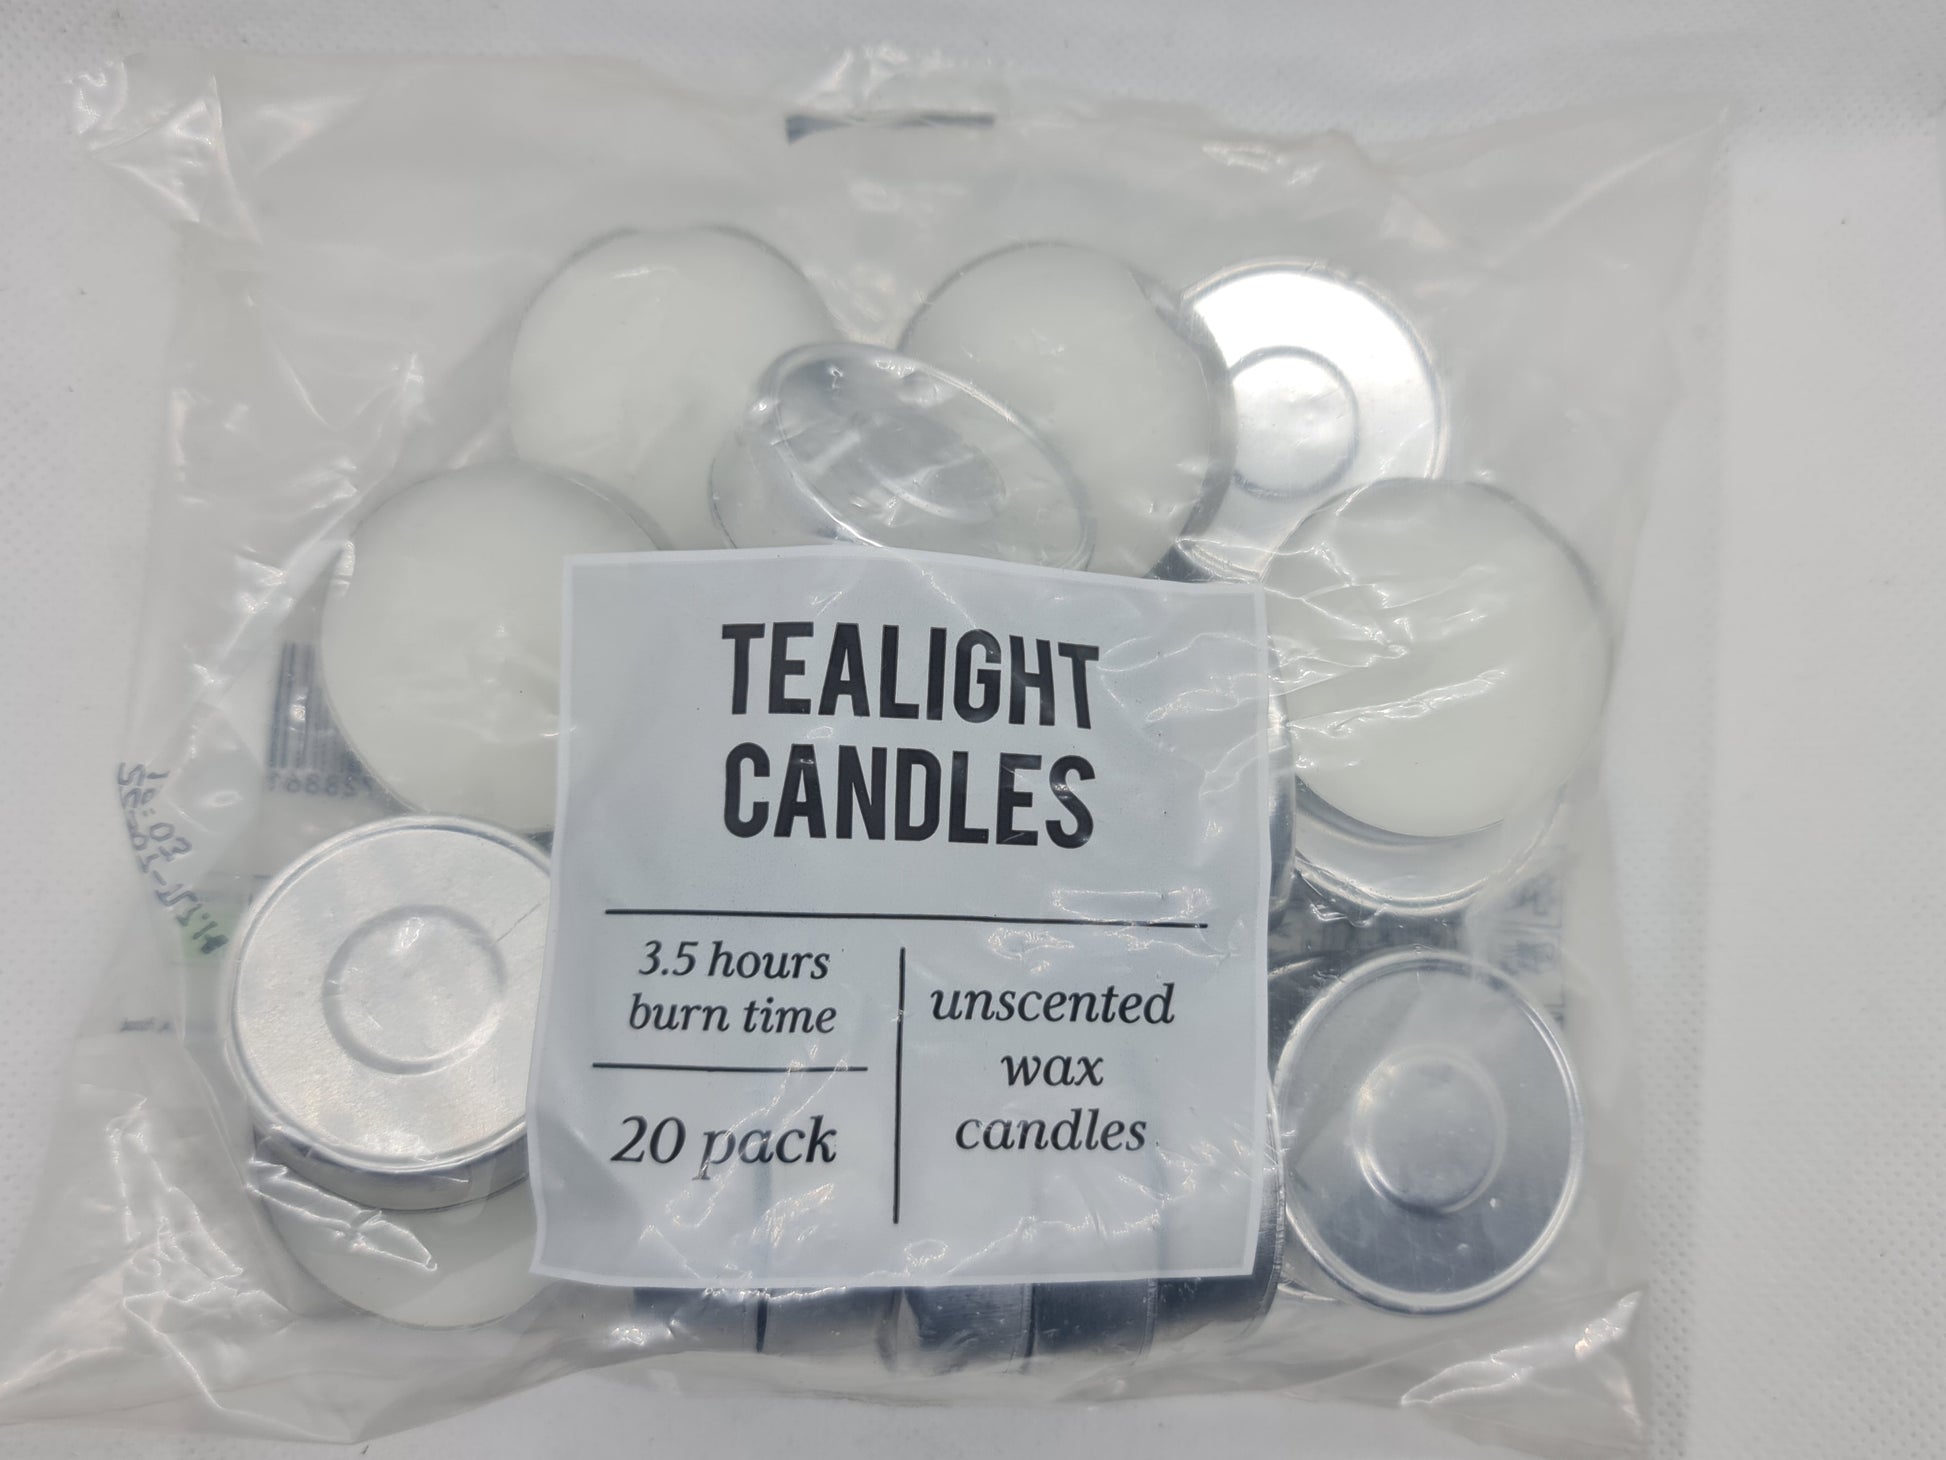 TEALIGHT
CANDLES
3.5 hours
burn time
20 pack
unscented
wax
candles